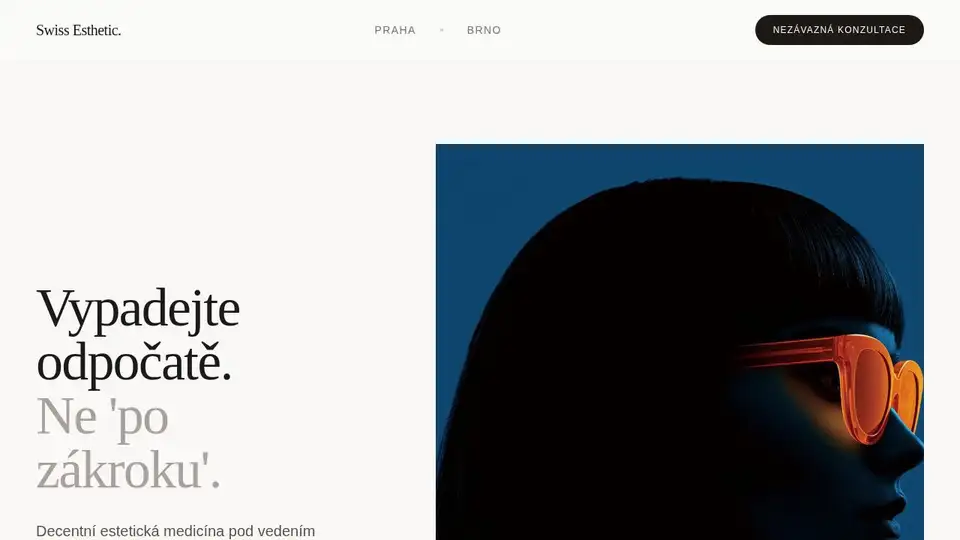 Swiss Esthetic.
PRAHA
BRNO
NEZÁVAZNÁ KONZULTACE
Vypadejte
odpočatě.
Ne 'po
zákroku'.
Decentní estetická medicína pod vedením